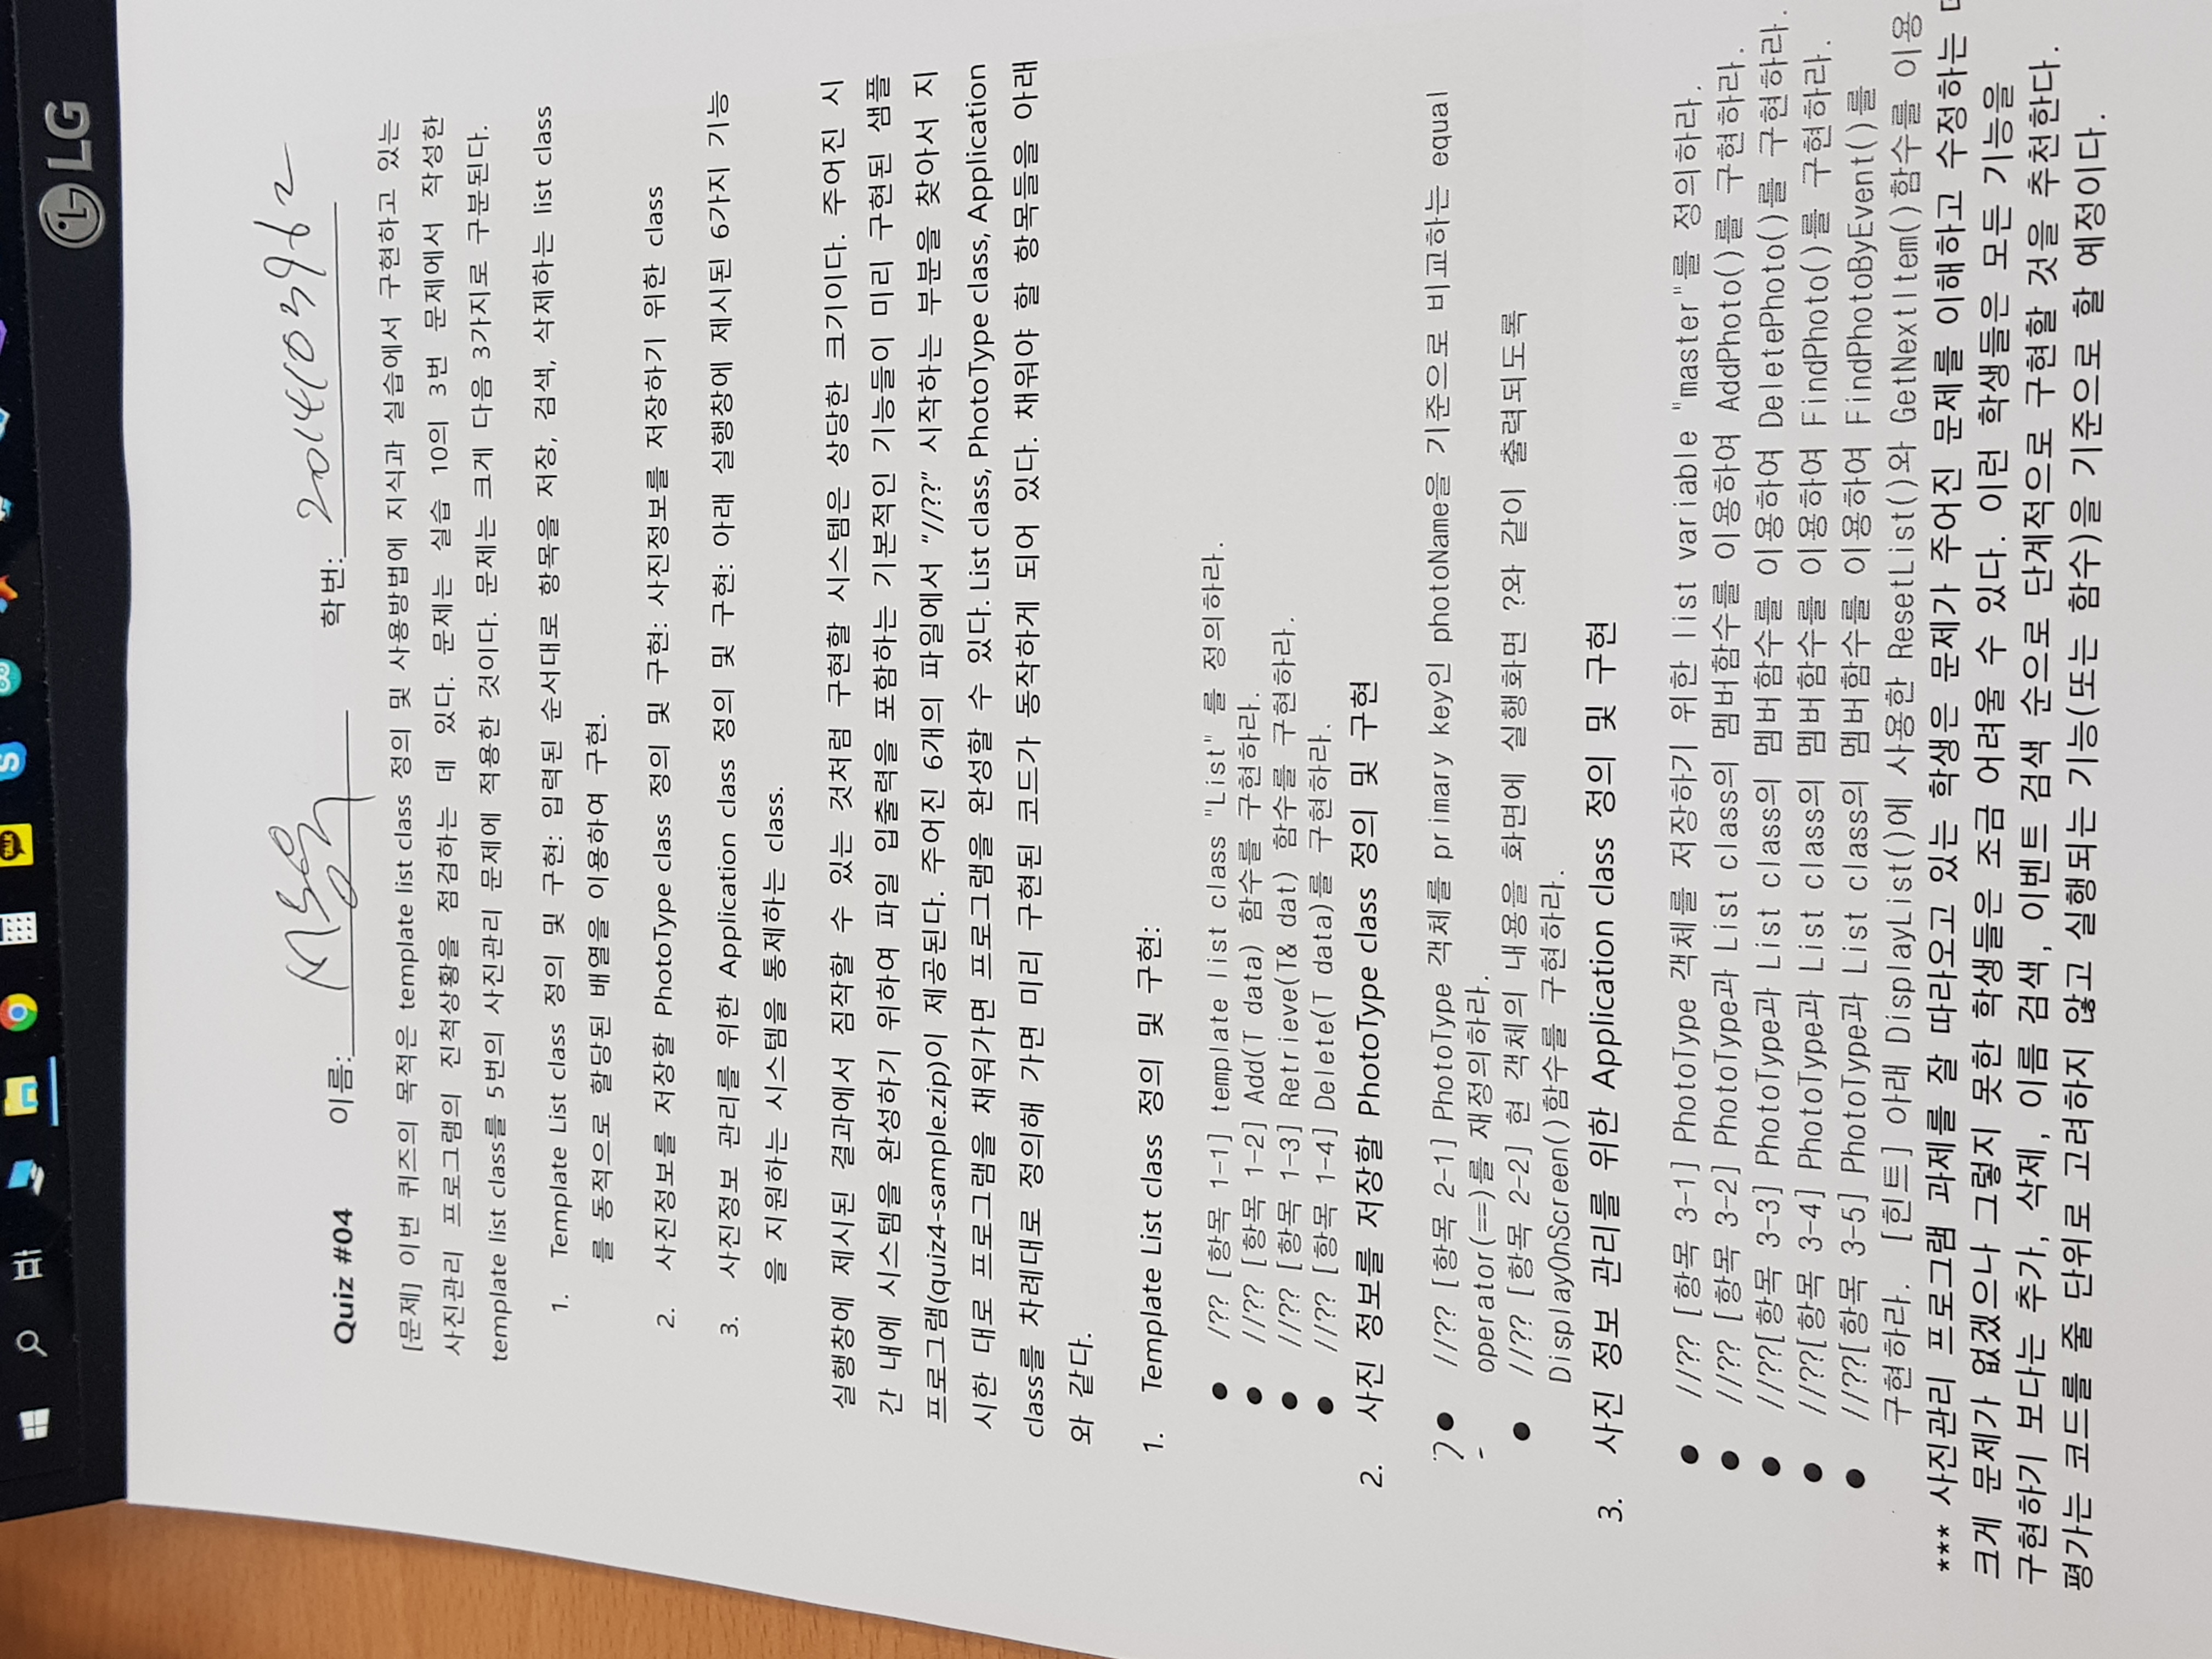 TALK
S
LG
Quiz #04 이름: 학번: 2014103962
[문제] 이번 퀴즈의 목적은 template list class 정의 및 사용방법에 지식과 실습에서 구현하고 있는
사진관리 프로그램의 진척상황을 점검하는 데 있다. 문제는 실습 10의 3번 문제에서 작성한
template list class를 5번의 사진관리 문제에 적용한 것이다. 문제는 크게 다음 3가지로 구분된다.
1. Template List class 정의 및 구현: 입력된 순서대로 항목을 저장, 검색, 삭제하는 list class
를 동적으로 할당된 배열을 이용하여 구현.
2. 사진정보를 저장할 PhotoType class 정의 및 구현: 사진정보를 저장하기 위한 class
3. 사진정보 관리를 위한 Application class 정의 및 구현: 아래 실행창에 제시된 6가지 기능
을 지원하는 시스템을 통제하는 class.
실행창에 제시된 결과에서 짐작할 수 있는 것처럼 구현할 시스템은 상당한 크기이다. 주어진 시
간 내에 시스템을 완성하기 위하여 파일 입출력을 포함하는 기본적인 기능들이 미리 구현된 샘플
프로그램(quiz4-sample.zip)이 제공된다. 주어진 6개의 파일에서 “//??” 시작하는 부분을 찾아서 지
시한 대로 프로그램을 채워가면 프로그램을 완성할 수 있다. List class, PhotoType class, Application
class를 차례대로 정의해 가면 미리 구현된 코드가 동작하게 되어 있다. 채워야 할 항목들을 아래
와 같다.
1. Template List class 정의 및 구현:
● /?? [항목 1-1] template list class "List" 를 정의하라.
● //?? [항목 1-2] Add(T data) 함수를 구현하라.
● //?? [항목 1-3] Retrieve(T& dat) 함수를 구현하라.
● //?? [항목 1-4] Delete(T data)를 구현하라.
2. 사진 정보를 저장할 PhotoType class 정의 및 구현
● //?? [항목 2-1] PhotoType 객체를 primary key인 photoName을 기준으로 비교하는 equal
operator(==)를 재정의하라.
● //?? [항목 2-2] 현 객체의 내용을 화면에 실행화면 ?와 같이 출력되도록
DisplayOnScreen()함수를 구현하라.
3. 사진 정보 관리를 위한 Application class 정의 및 구현
● //?? [항목 3-1] PhotoType 객체를 저장하기 위한 list variable "master"를 정의하라.
● //?? [항목 3-2] PhotoType과 List class의 멤버함수를 이용하여 AddPhoto()를 구현하라.
● //??[항목 3-3] PhotoType과 List class의 멤버함수를 이용하여 DeletePhoto()를 구현하라.
● //??[항목 3-4] PhotoType과 List class의 멤버함수를 이용하여 FindPhoto()를 구현하라.
● //??[항목 3-5] PhotoType과 List class의 멤버함수를 이용하여 FindPhotoByEvent()를
구현하라. [힌트] 아래 DisplayList()에 사용한 ResetList()와 GetNextItem()함수를 이용
*** 사진관리 프로그램 과제를 잘 따라오고 있는 학생은 문제가 주어진 문제를 이해하고 수정하는
크게 문제가 없겠으나 그렇지 못한 학생들은 조금 어려울 수 있다. 이런 학생들은 모든 기능을
구현하기 보다는 추가, 삭제, 이름 검색, 이벤트 검색 순으로 단계적으로 구현할 것을 추천한다.
평가는 코드를 줄 단위로 고려하지 않고 실행되는 기능(또는 함수)을 기준으로 할 예정이다.